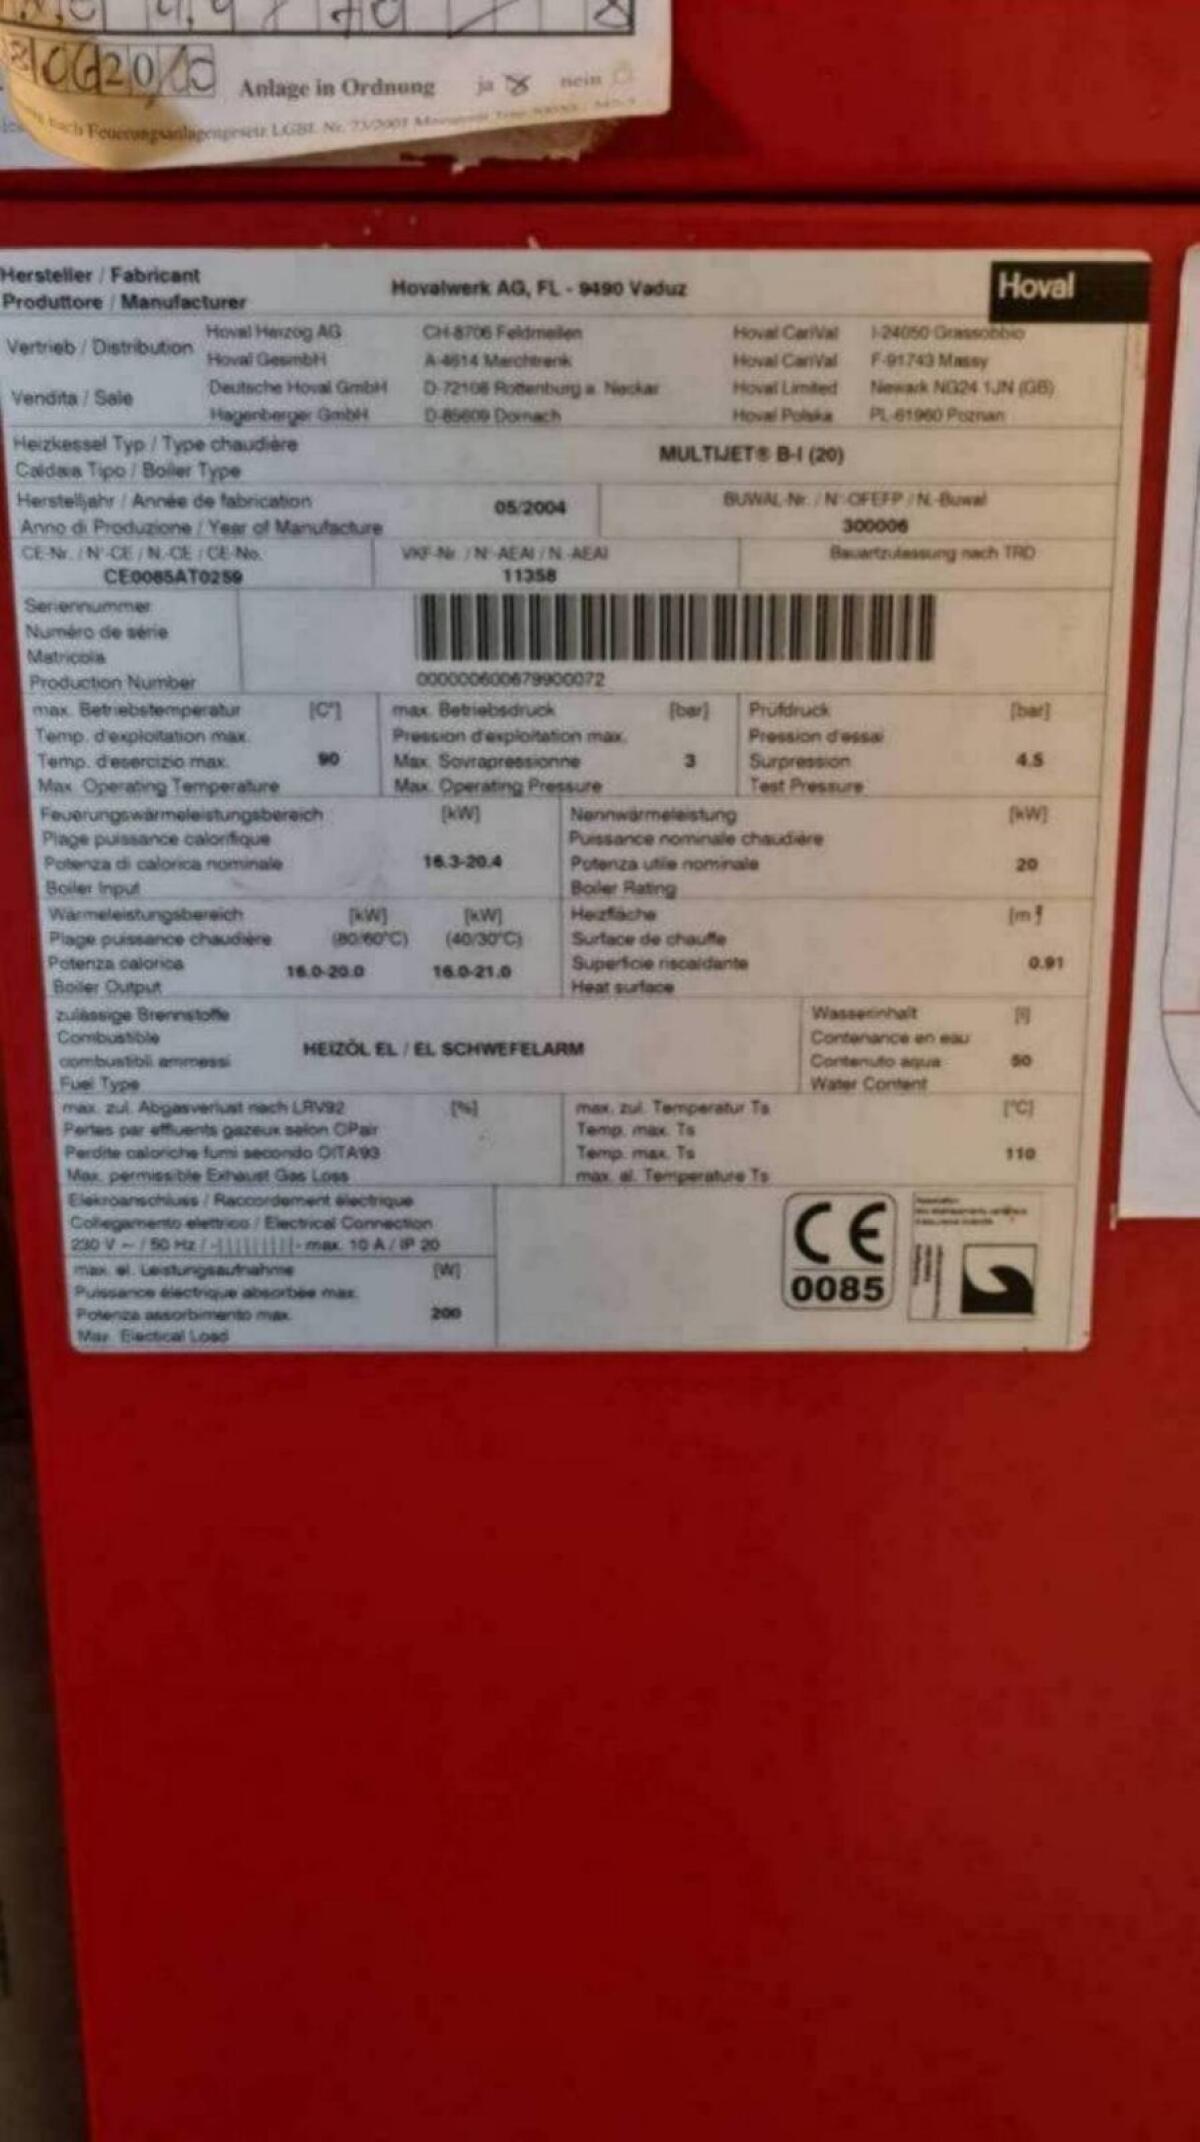 Anlage in Ordnung ja nein
nach Feuerungsanlagengesetz LGBl. Nr. 73/2001
Hersteller / Fabricant
Produttore / Manufacturer
Hovalwerk AG, FL - 9490 Vaduz
Hoval
Vertrieb / Distribution
Vendita / Sale
Hoval Herzog AG CH-8706 Feldmeilen Hoval CariVal I-24050 Grassobbio
Hoval GesmbH A-4614 Marchtrenk Hoval CariVal F-91743 Massy
Deutsche Hoval GmbH D-72108 Rottenburg a. Neckar Hoval Limited Newark NG24 1JN (GB)
Hagenberger GmbH D-85609 Dornach Hoval Polska PL-61960 Poznan
Heizkessel Typ / Type chaudière
Caldaia Tipo / Boiler Type
MULTIJET® B-I (20)
Herstelljahr / Année de fabrication
Anno di Produzione / Year of Manufacture
05/2004
BUWAL-Nr. / N°-OFEFP / N.-Buwal
300006
CE-Nr. / N°-CE / N.-CE / CE-No.
CE0085AT0259
VKF-Nr. / N°-AEAI / N.-AEAI
11358
Bauartzulassung nach TRD
Seriennummer
Numéro de série
Matricola
Production Number
000000600679900072
max. Betriebstemperatur [C°]
Temp. d'exploitation max.
Temp. d'esercizio max. 90
Max. Operating Temperature
max. Betriebsdruck [bar]
Pression d'exploitation max.
Max. Sovrapressionne 3
Max. Operating Pressure
Prüfdruck [bar]
Pression d'essai
Surpression 4.5
Test Pressure
Feuerungswärmeleistungsbereich [kW]
Plage puissance calorifique
Potenza di calorica nominale 16.3-20.4
Boiler Input
Nennwärmeleistung [kW]
Puissance nominale chaudière
Potenza utile nominale 20
Boiler Rating
Wärmeleistungsbereich [kW] [kW]
Plage puissance chaudière (80/60°C) (40/30°C)
Potenza calorica 16.0-20.0 16.0-21.0
Boiler Output
Heizfläche [m²]
Surface de chauffe
Superficie riscaldante 0.91
Heat surface
zulässige Brennstoffe
Combustible
combustibli ammessi
Fuel Type
HEIZÖL EL / EL SCHWEFELARM
Wasserinhalt [l]
Contenance en eau
Contenuto aqua 50
Water Content
max. zul. Abgasverlust nach LRV92 [%]
Pertes par effluents gazeux selon OPair
Perdite caloriche fumi secondo OITA93
Max. permissible Exhaust Gas Loss
max. zul. Temperatur Ts [°C]
Temp. max. Ts
Temp. max. Ts 110
max. al. Temperature Ts
Elekroanschluss / Raccordement électrique
Collegamento elettrico / Electrical Connection
230 V ~ / 50 Hz / max. 10 A / IP 20
max. el. Leistungsaufnahme [W]
Puissance électrique absorbée max.
Potenza assorbimento max. 200
Max. Electical Load
CE
0085